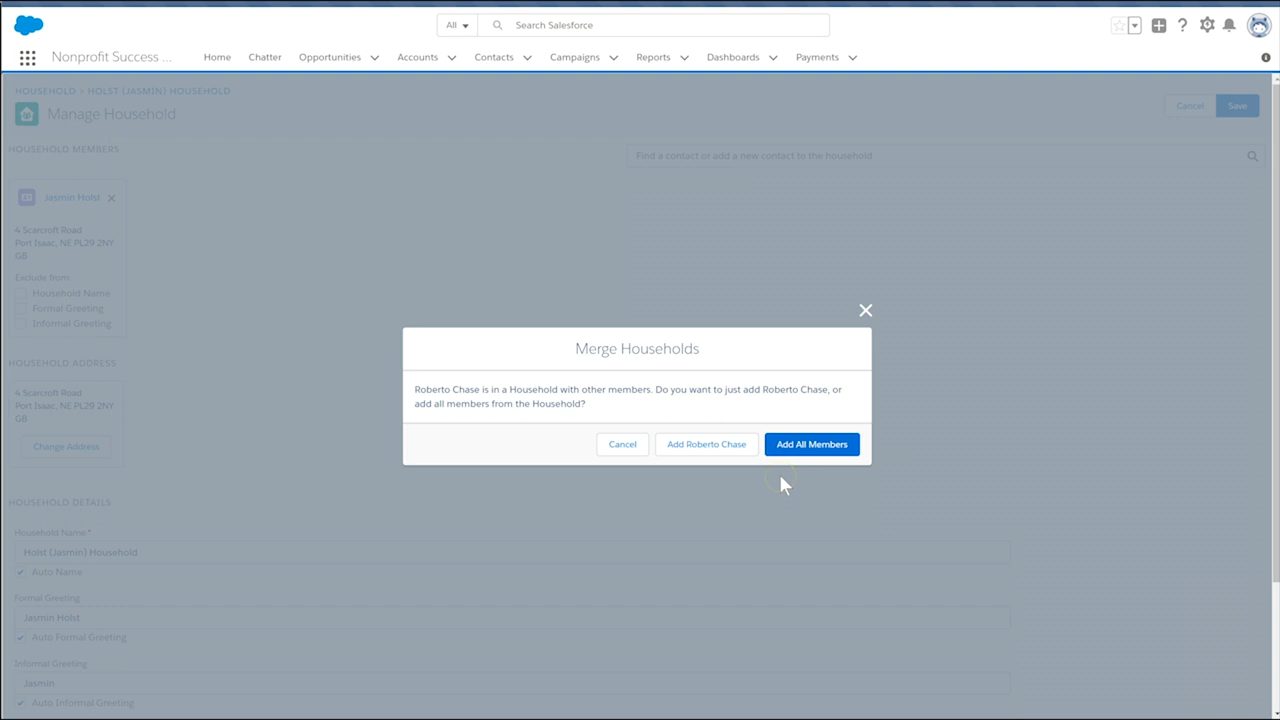 All
Search Salesforce
Nonprofit Success ...
Home
Chatter
Opportunities
Accounts
Contacts
Campaigns
Reports
Dashboards
Payments
HOUSEHOLD > HOLST (JASMIN) HOUSEHOLD
Manage Household
Cancel
Save
HOUSEHOLD MEMBERS
Find a contact or add a new contact to the household
Jasmin Holst
4 Scarcroft Road
Port Isaac, NE PL29 2NY
GB
Exclude from:
Household Name
Formal Greeting
Informal Greeting
HOUSEHOLD ADDRESS
4 Scarcroft Road
Port Isaac, NE PL29 2NY
GB
Change Address
Merge Households
Roberto Chase is in a Household with other members. Do you want to just add Roberto Chase, or
add all members from the Household?
Cancel
Add Roberto Chase
Add All Members
HOUSEHOLD DETAILS
Household Name*
Holst (Jasmin) Household
Auto Name
Formal Greeting
Jasmin Holst
Auto Formal Greeting
Informal Greeting
Jasmin
Auto Informal Greeting